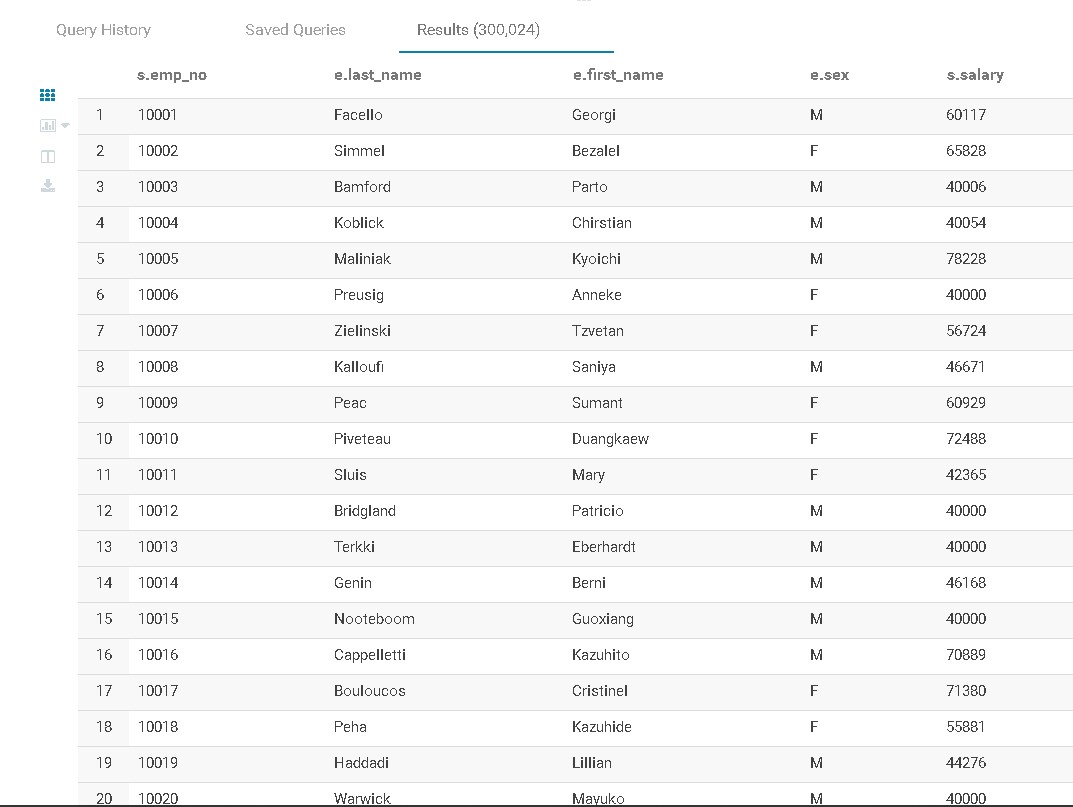 Query History Saved Queries Results (300,024)
s.emp_no e.last_name e.first_name e.sex s.salary
1 10001 Facello Georgi M 60117
2 10002 Simmel Bezalel F 65828
3 10003 Bamford Parto M 40006
4 10004 Koblick Chirstian M 40054
5 10005 Maliniak Kyoichi M 78228
6 10006 Preusig Anneke F 40000
7 10007 Zielinski Tzvetan F 56724
8 10008 Kalloufi Saniya M 46671
9 10009 Peac Sumant F 60929
10 10010 Piveteau Duangkaew F 72488
11 10011 Sluis Mary F 42365
12 10012 Bridgland Patricio M 40000
13 10013 Terkki Eberhardt M 40000
14 10014 Genin Berni M 46168
15 10015 Nooteboom Guoxiang M 40000
16 10016 Cappelletti Kazuhito M 70889
17 10017 Bouloucos Cristinel F 71380
18 10018 Peha Kazuhide F 55881
19 10019 Haddadi Lillian M 44276
20 10020 Warwick Mayuko M 40000